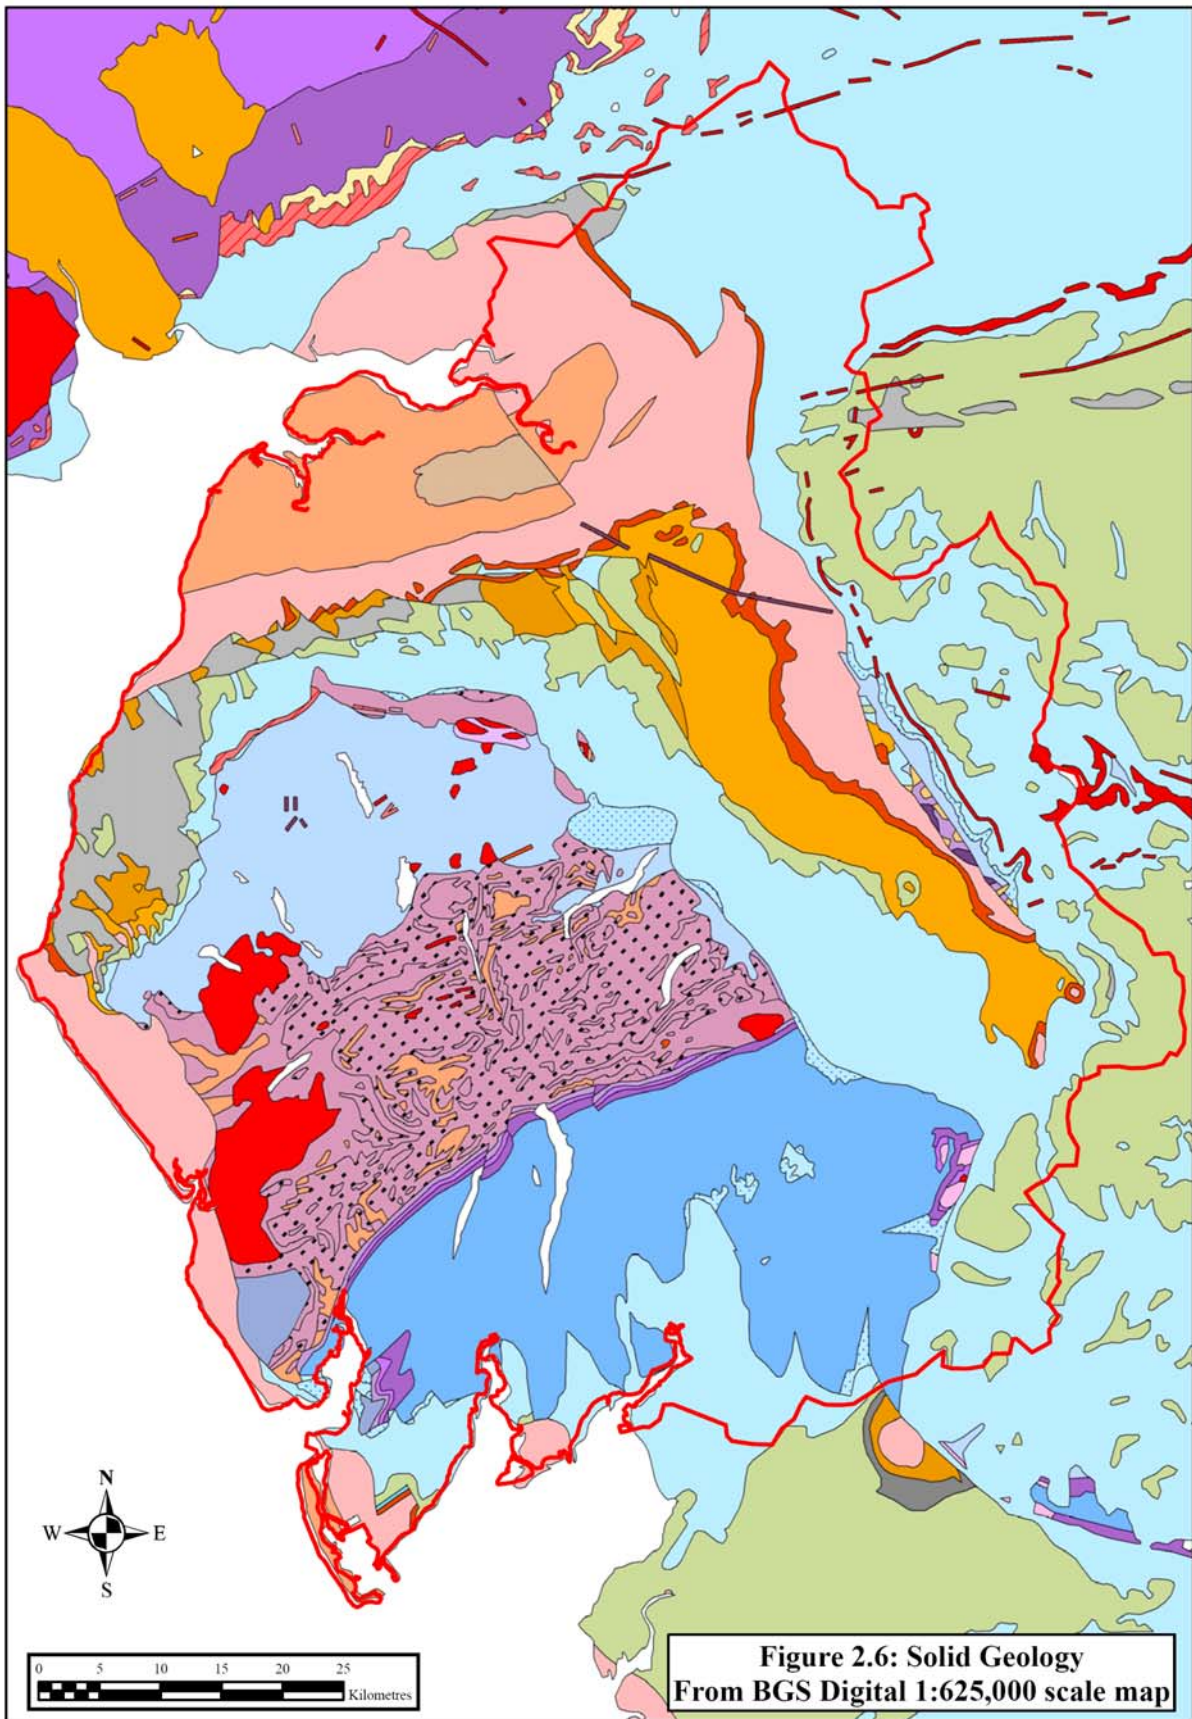 N
W E
S
0 5 10 15 20 25
Kilometres
Figure 2.6: Solid Geology
From BGS Digital 1:625,000 scale map